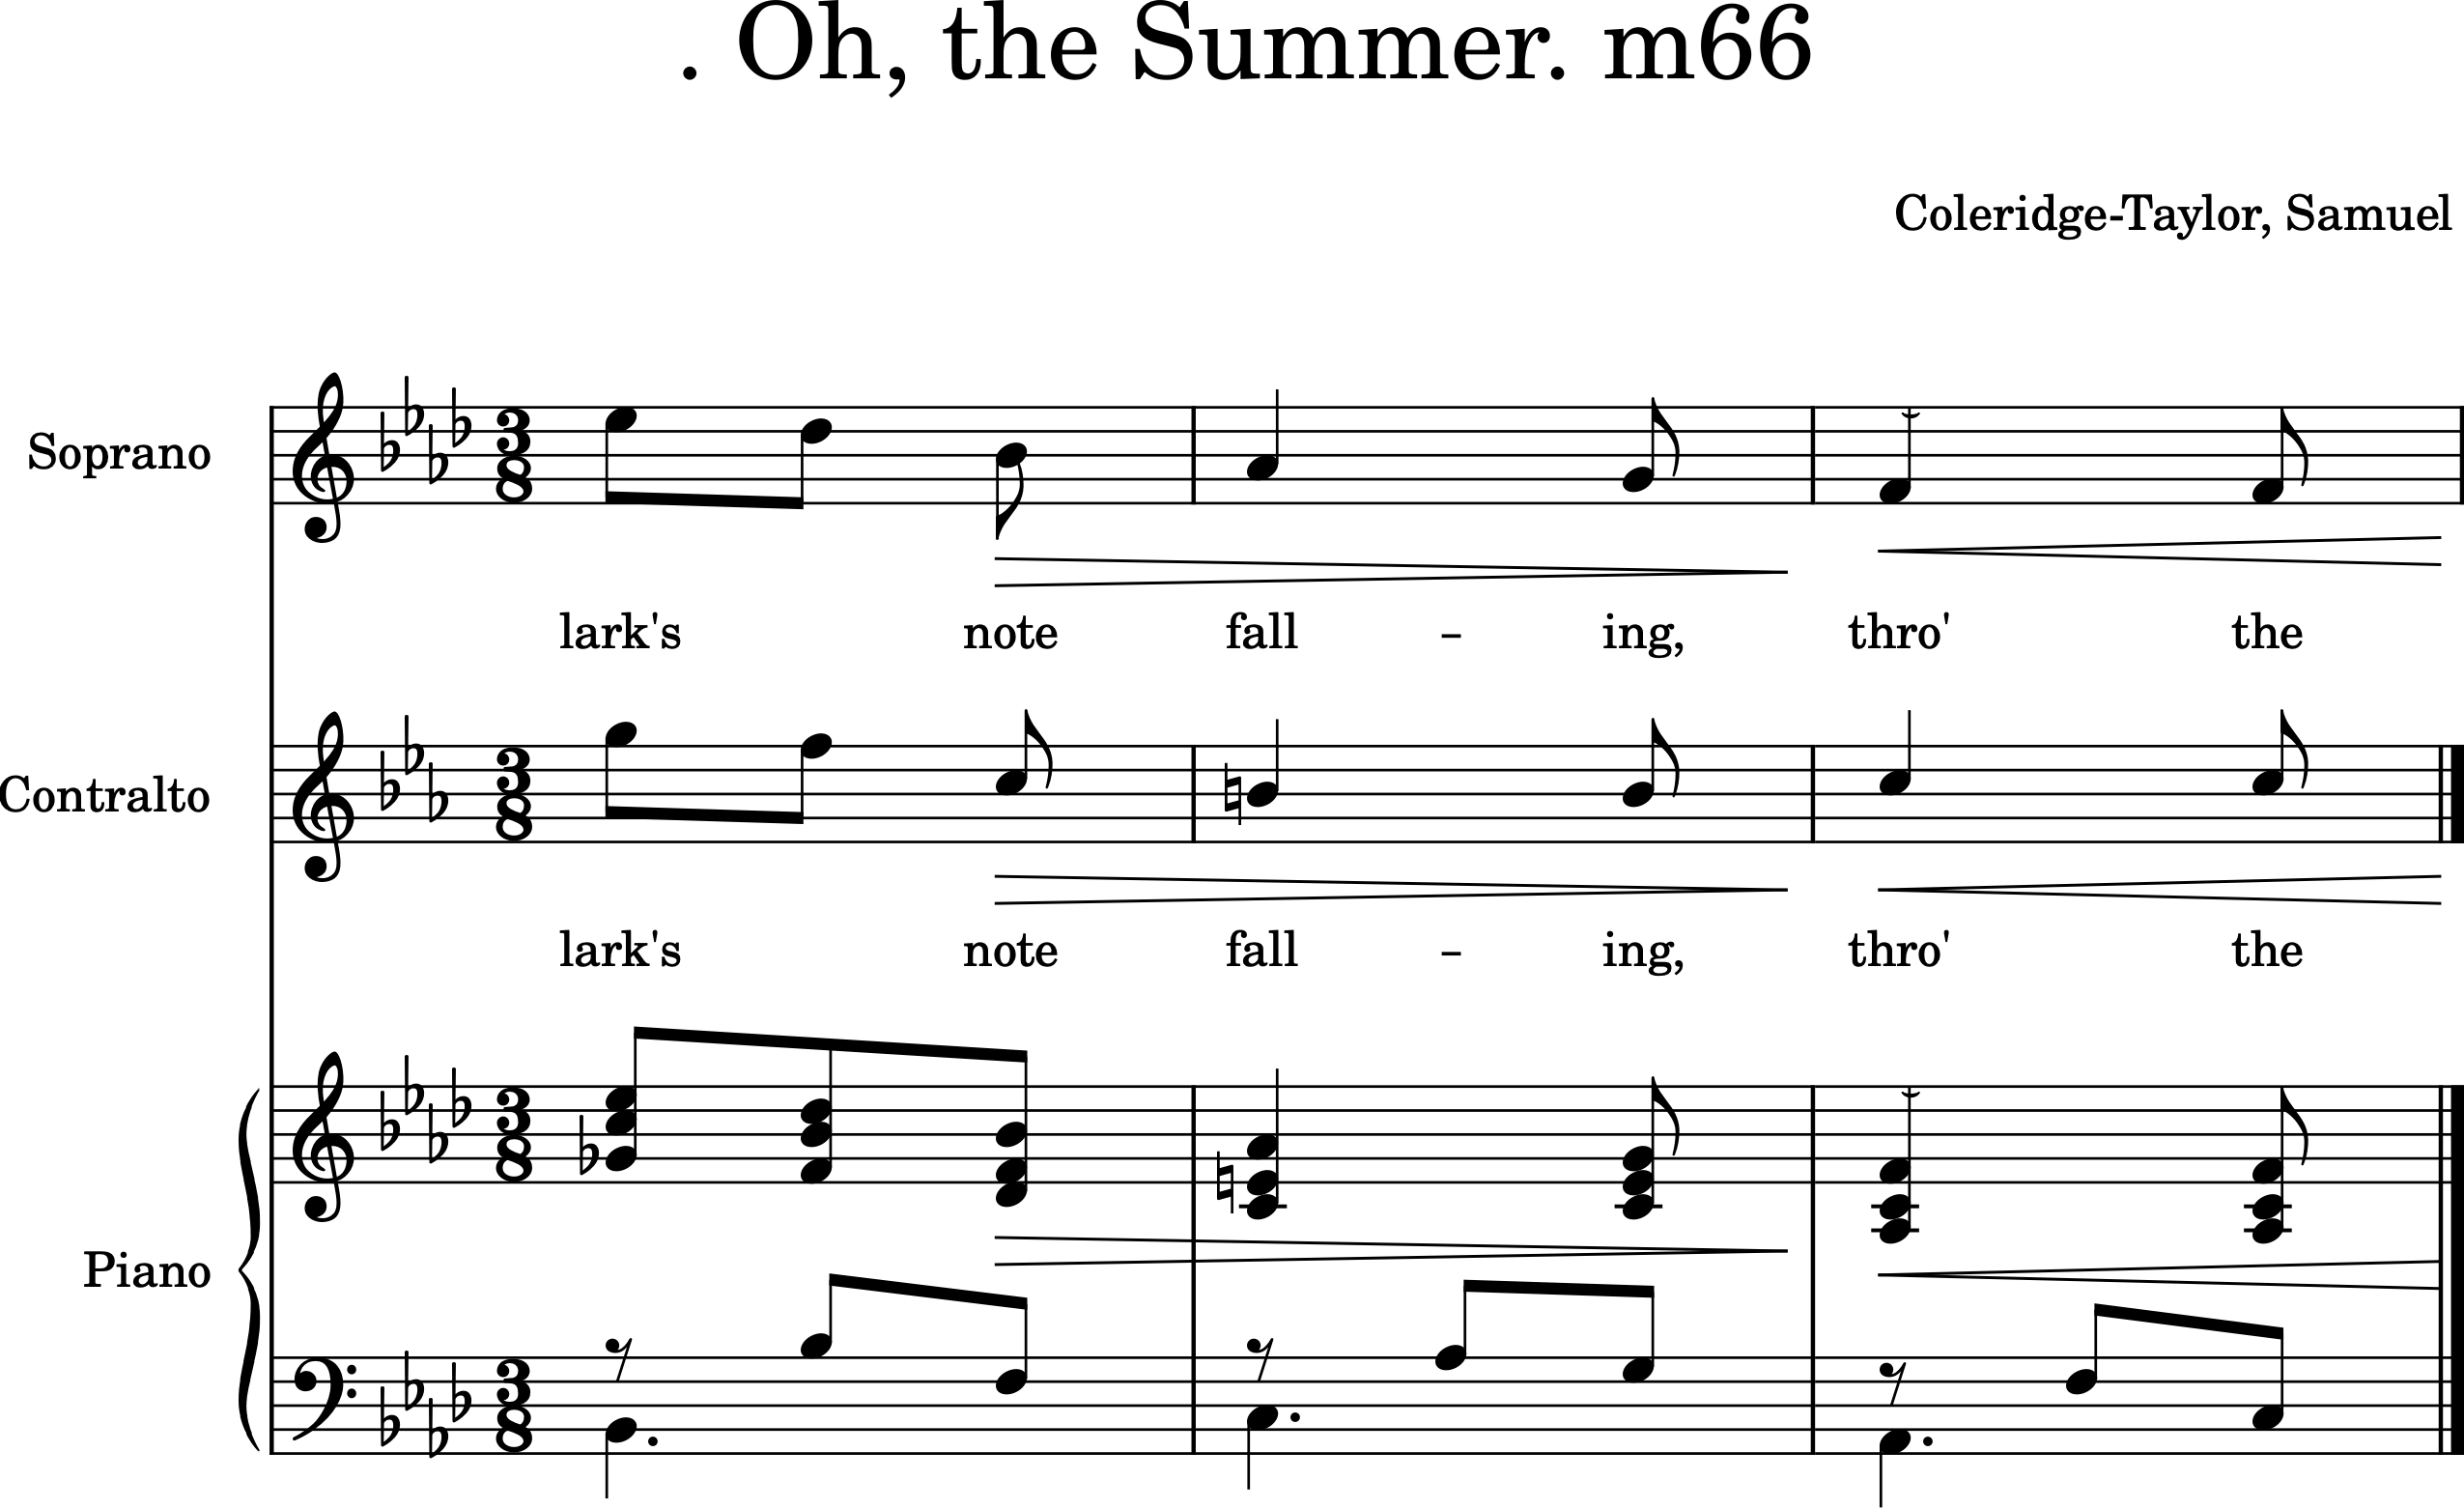 . Oh, the Summer. m66
Coleridge-Taylor, Samuel
Soprano
lark's note fall - ing, thro' the
Contralto
lark's note fall - ing, thro' the
Piano